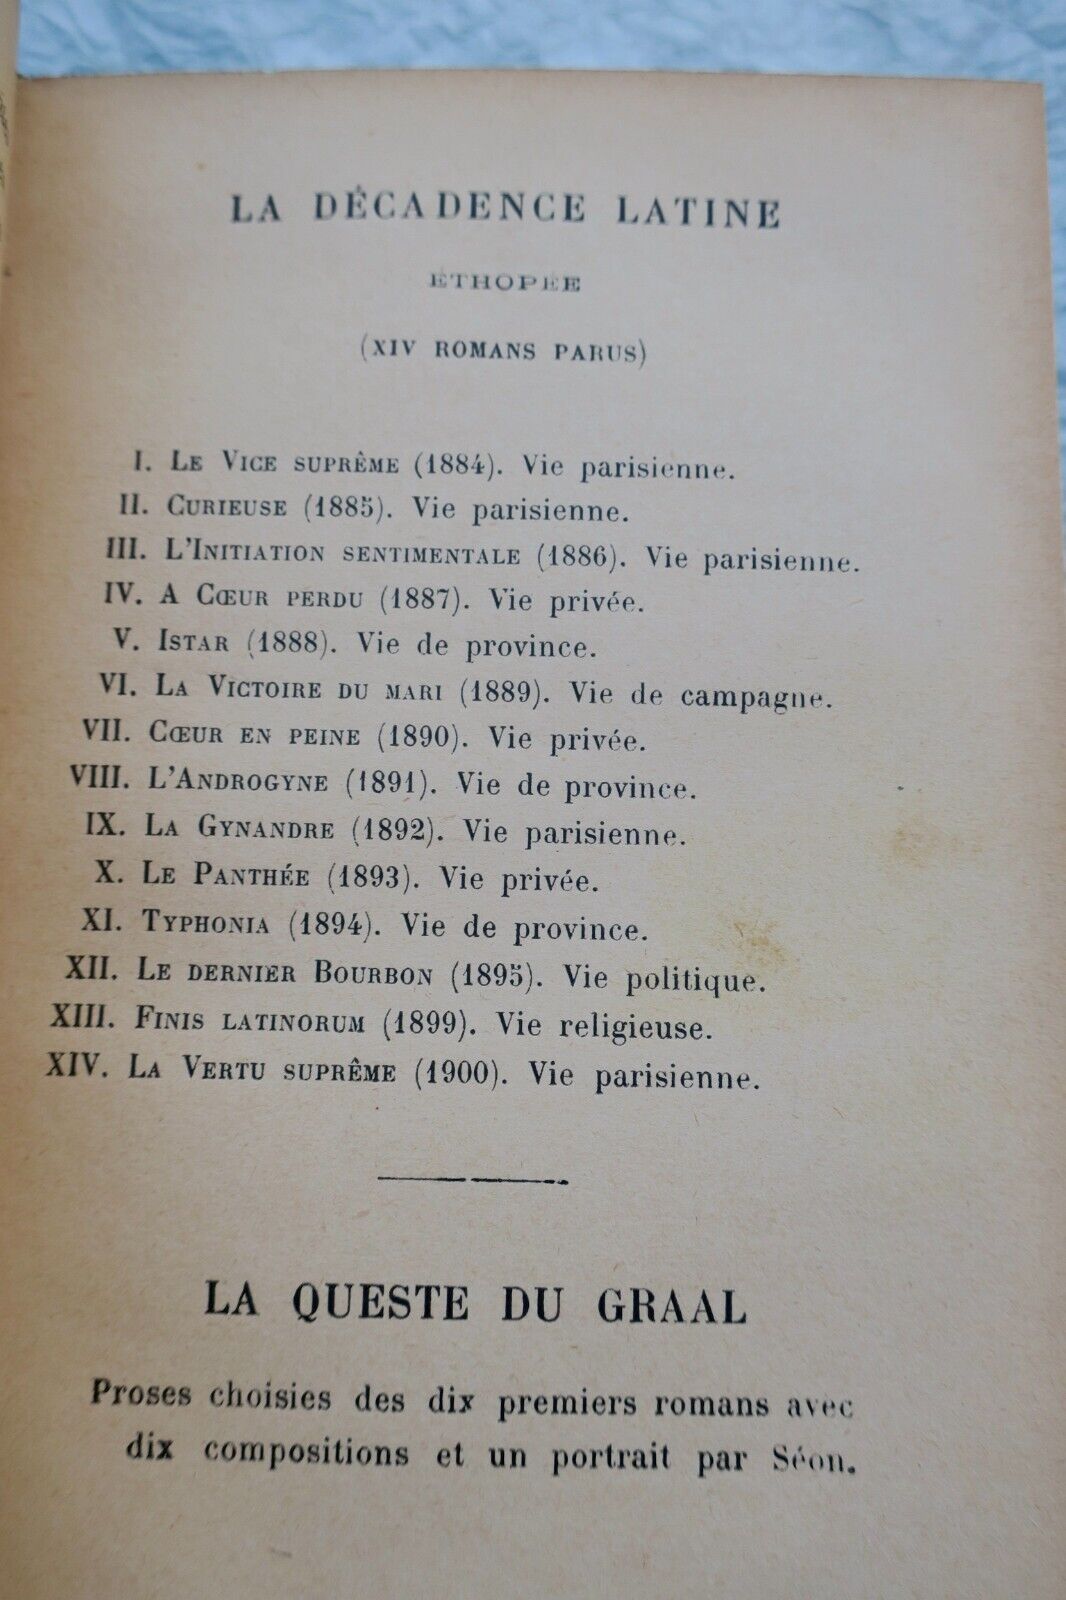 LA DÉCADENCE LATINE
ÉTHOPÉE
(XIV ROMANS PARUS)
I. LE VICE SUPRÊME (1884). Vie parisienne.
II. CURIEUSE (1885). Vie parisienne.
III. L'INITIATION SENTIMENTALE (1886). Vie parisienne.
IV. A CŒUR PERDU (1887). Vie privée.
V. ISTAR (1888). Vie de province.
VI. LA VICTOIRE DU MARI (1889). Vie de campagne.
VII. CŒUR EN PEINE (1890). Vie privée.
VIII. L'ANDROGYNE (1891). Vie de province.
IX. LA GYNANDRE (1892). Vie parisienne.
X. LE PANTHÉE (1893). Vie privée.
XI. TYPHONIA (1894). Vie de province.
XII. LE DERNIER BOURBON (1895). Vie politique.
XIII. FINIS LATINORUM (1899). Vie religieuse.
XIV. LA VERTU SUPRÊME (1900). Vie parisienne.
LA QUESTE DU GRAAL
Proses choisies des dix premiers romans avec
dix compositions et un portrait par Séon.